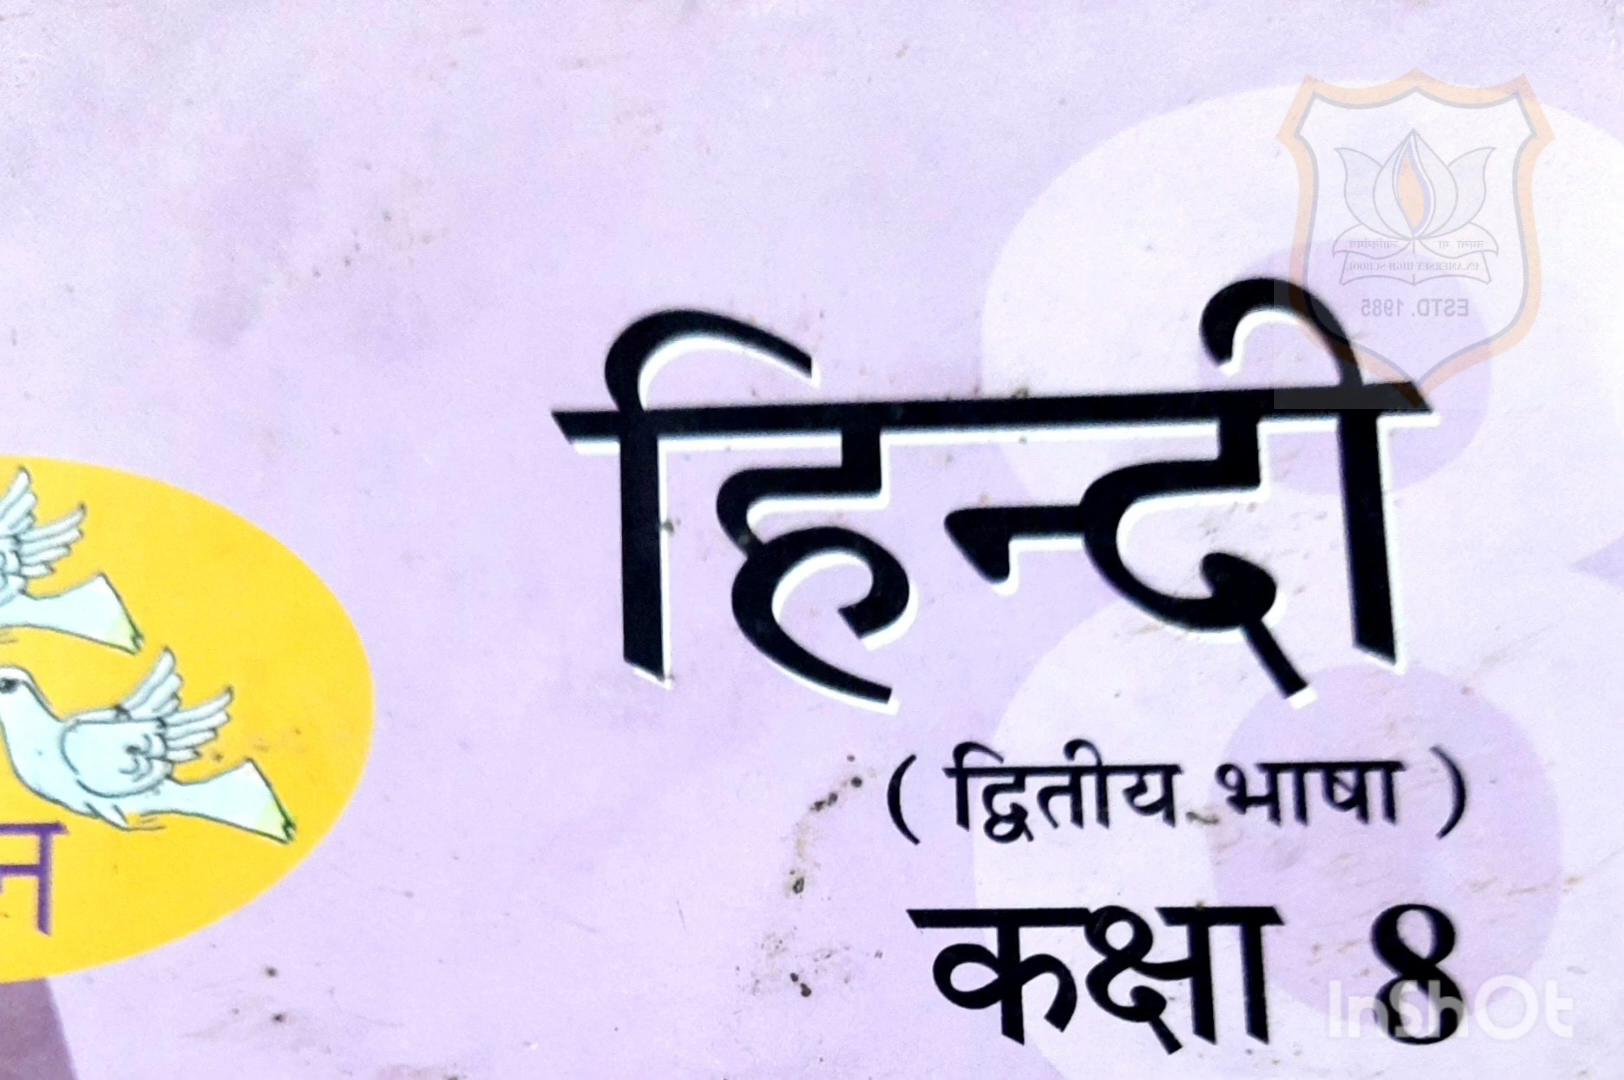 ESTD. 1985
हिन्दी
( द्वितीय भाषा )
कक्षा 8
न
InShOt